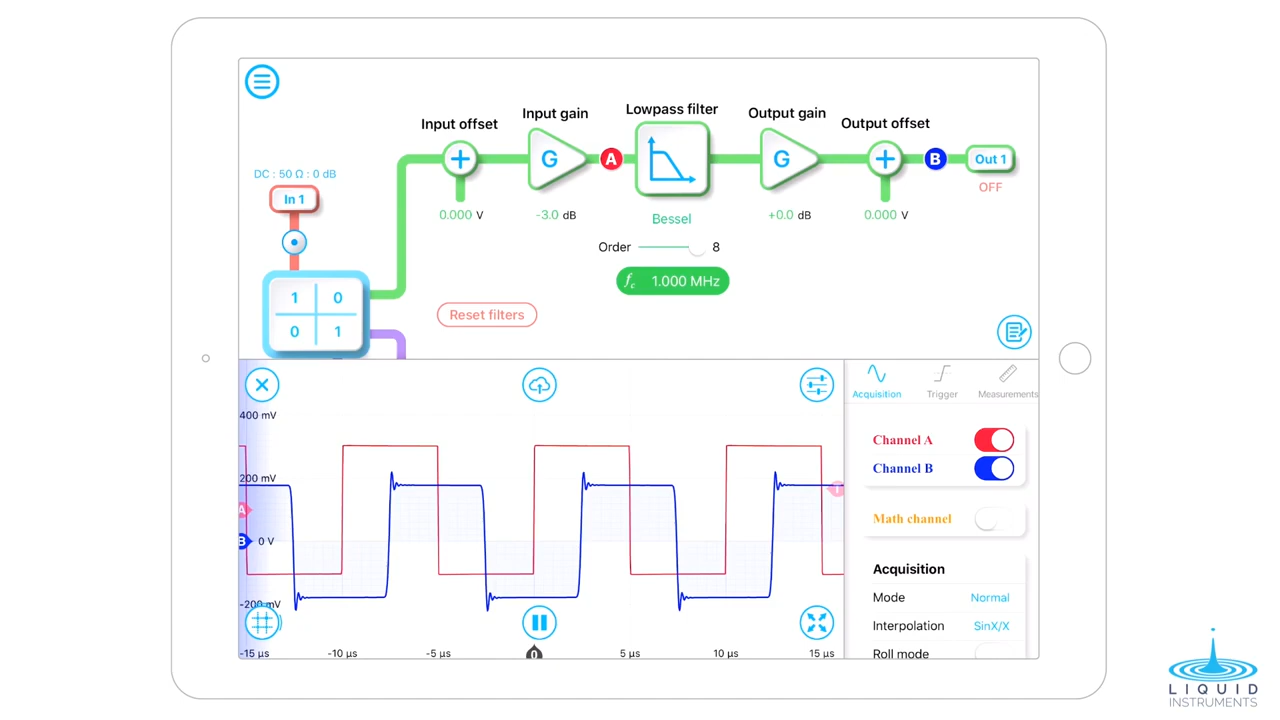 Input offset
Input gain
Lowpass filter
Output gain
Output offset
G
A
G
B
Out 1
OFF
DC : 50 Ω : 0 dB
In 1
0.000 V
-3.0 dB
Bessel
+0.0 dB
0.000 V
Order
8
fc 1.000 MHz
1 0
0 1
Reset filters
Acquisition
Trigger
Measurements
400 mV
200 mV
A
B
0 V
-200 mV
T
-15 µs
-10 µs
-5 µs
0
5 µs
10 µs
15 µs
Channel A
Channel B
Math channel
Acquisition
Mode
Normal
Interpolation
SinX/X
Roll mode
LIQUID
INSTRUMENTS